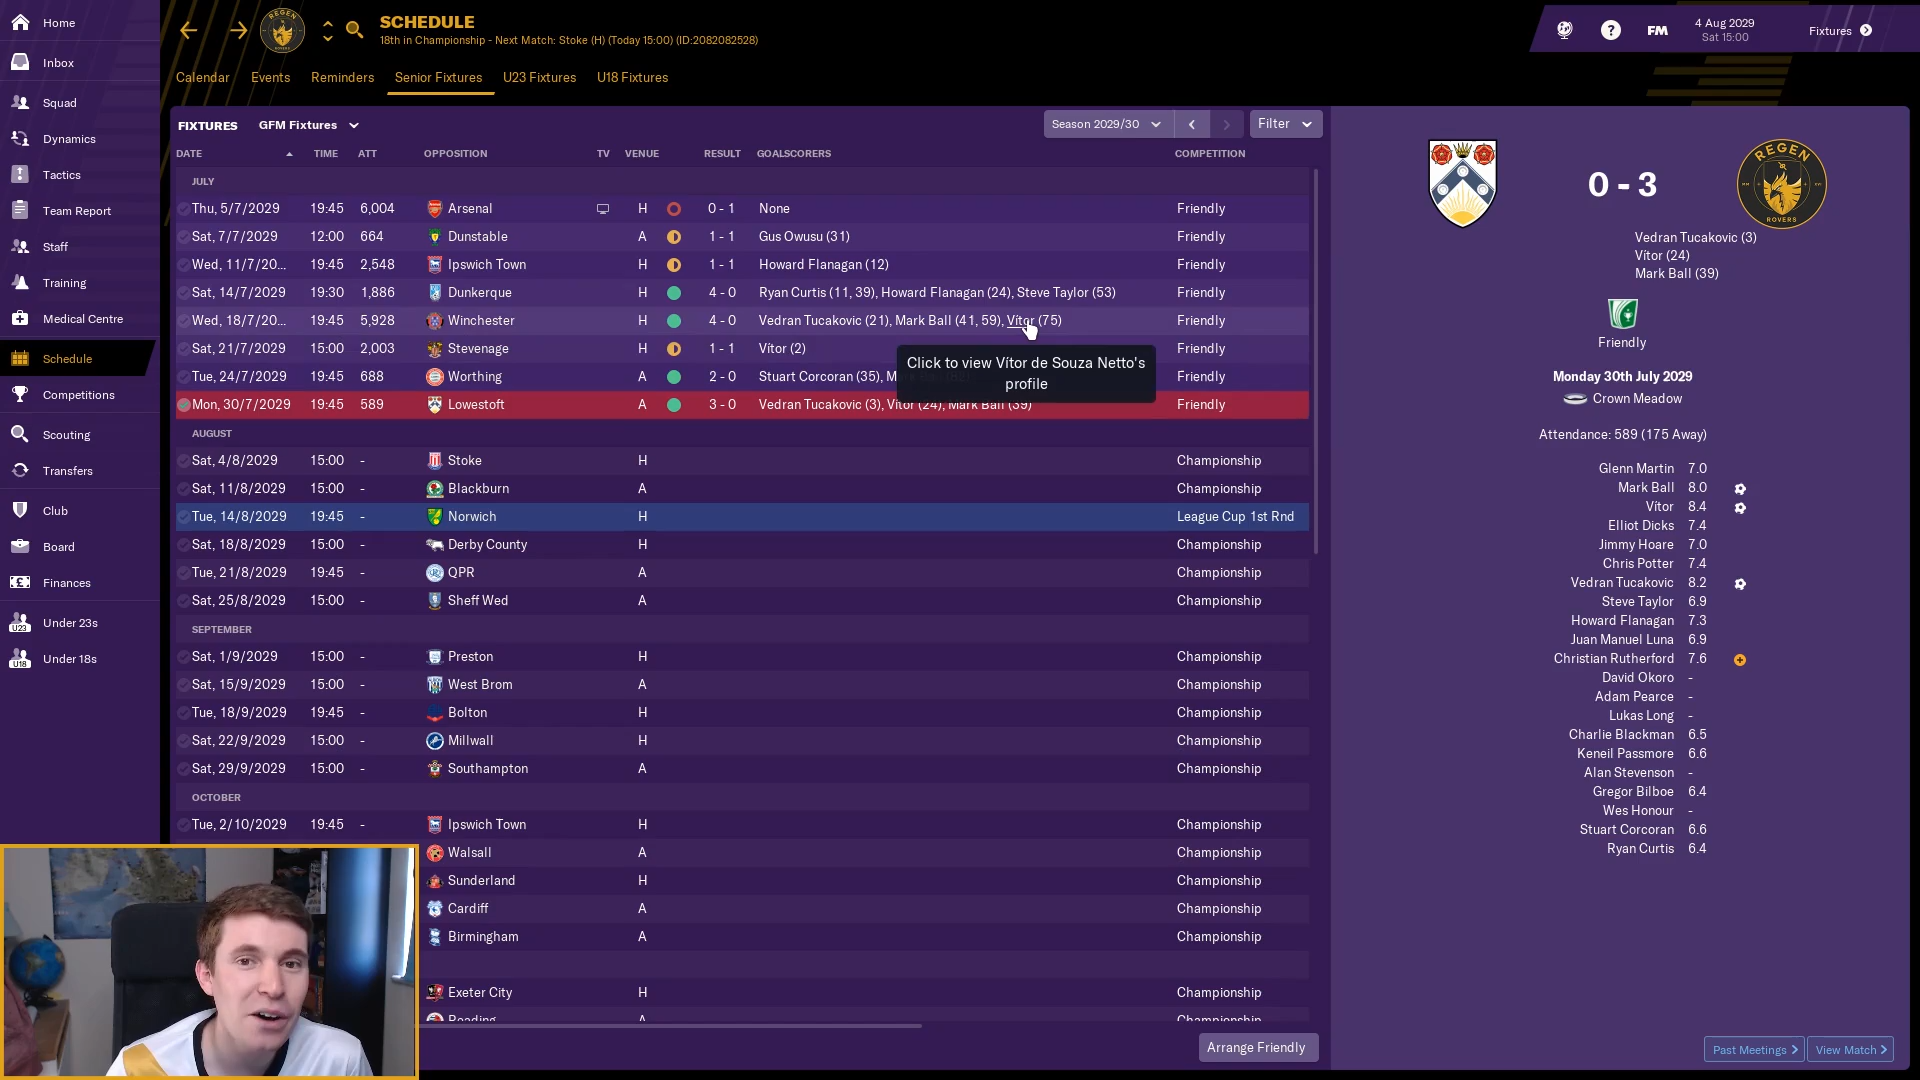 Home
Inbox
Squad
Dynamics
Tactics
Team Report
Staff
Training
Medical Centre
Schedule
Competitions
Scouting
Transfers
Club
Board
Finances
U23 Under 23s
U18 Under 18s
REGEN
ROVERS
SCHEDULE
18th in Championship - Next Match: Stoke (H) (Today 15:00) (ID:2082082528)
? FM 4 Aug 2029 Fixtures
Sat 15:00
Calendar Events Reminders Senior Fixtures U23 Fixtures U18 Fixtures
FIXTURES GFM Fixtures Season 2029/30 Filter
DATE TIME ATT OPPOSITION TV VENUE RESULT GOALSCORERS COMPETITION
JULY
Thu, 5/7/2029 19:45 6,004 Arsenal H 0 - 1 None Friendly
Sat, 7/7/2029 12:00 664 Dunstable A 1 - 1 Gus Owusu (31) Friendly
Wed, 11/7/20... 19:45 2,548 Ipswich Town H 1 - 1 Howard Flanagan (12) Friendly
Sat, 14/7/2029 19:30 1,886 Dunkerque H 4 - 0 Ryan Curtis (11, 39), Howard Flanagan (24), Steve Taylor (53) Friendly
Wed, 18/7/20... 19:45 5,928 Winchester H 4 - 0 Vedran Tucakovic (21), Mark Ball (41, 59), Vítor (75) Friendly
Sat, 21/7/2029 15:00 2,003 Stevenage H 1 - 1 Vítor (2) Friendly
Tue, 24/7/2029 19:45 688 Worthing A 2 - 0 Stuart Corcoran (35), Friendly
Mon, 30/7/2029 19:45 589 Lowestoft A 3 - 0 Vedran Tucakovic (3), Vítor (24), Mark Ball (39) Friendly
Click to view Vítor de Souza Netto's
profile
AUGUST
Sat, 4/8/2029 15:00 - Stoke H Championship
Sat, 11/8/2029 15:00 - Blackburn A Championship
Tue, 14/8/2029 19:45 - Norwich H League Cup 1st Rnd
Sat, 18/8/2029 15:00 - Derby County H Championship
Tue, 21/8/2029 19:45 - QPR A Championship
Sat, 25/8/2029 15:00 - Sheff Wed A Championship
SEPTEMBER
Sat, 1/9/2029 15:00 - Preston H Championship
Sat, 15/9/2029 15:00 - West Brom A Championship
Tue, 18/9/2029 19:45 - Bolton H Championship
Sat, 22/9/2029 15:00 - Millwall H Championship
Sat, 29/9/2029 15:00 - Southampton A Championship
OCTOBER
Tue, 2/10/2029 19:45 - Ipswich Town H Championship
Walsall A Championship
Sunderland H Championship
Cardiff A Championship
Birmingham A Championship
Exeter City H Championship
Reading A Championship
Arrange Friendly
0 - 3
REGEN
ROVERS
Vedran Tucakovic (3)
Vítor (24)
Mark Ball (39)
Friendly
Monday 30th July 2029
Crown Meadow
Attendance: 589 (175 Away)
Glenn Martin 7.0
Mark Ball 8.0
Vítor 8.4
Elliot Dicks 7.4
Jimmy Hoare 7.0
Chris Potter 7.4
Vedran Tucakovic 8.2
Steve Taylor 6.9
Howard Flanagan 7.3
Juan Manuel Luna 6.9
Christian Rutherford 7.6
David Okoro -
Adam Pearce -
Lukas Long -
Charlie Blackman 6.5
Keneil Passmore 6.6
Alan Stevenson -
Gregor Bilboe 6.4
Wes Honour -
Stuart Corcoran 6.6
Ryan Curtis 6.4
Past Meetings View Match